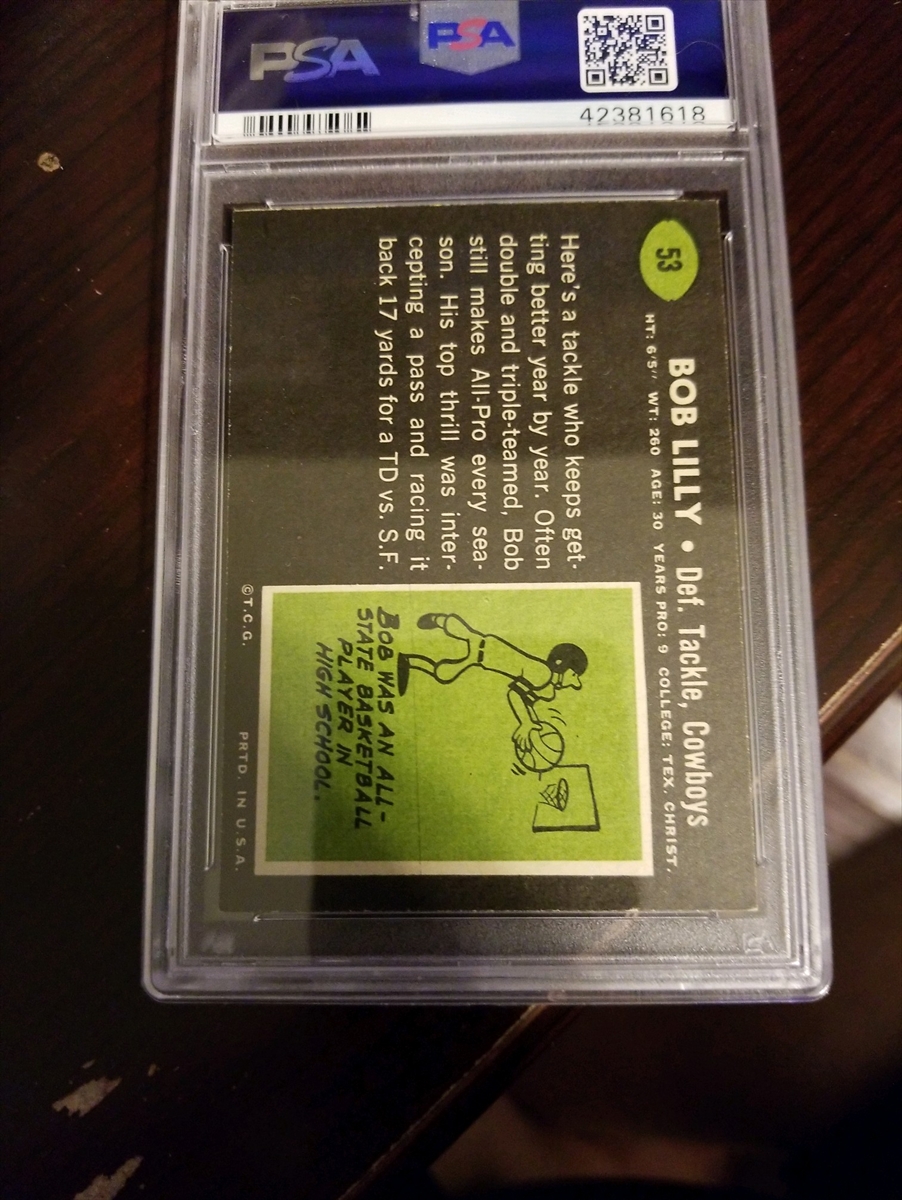 PSA
PSA
42381618
53
BOB LILLY • Def. Tackle, Cowboys
HT: 6'5" WT: 260 AGE: 30 YEARS PRO: 9 COLLEGE: TEX. CHRIST.
Here's a tackle who keeps get-
ting better year by year. Often
double and triple-teamed, Bob
still makes All-Pro every sea-
son. His top thrill was inter-
cepting a pass and racing it
back 17 yards for a TD vs. S.F.
BOB WAS AN ALL-
STATE BASKETBALL
PLAYER IN
HIGH SCHOOL.
©T.C.G.
PRTD. IN U.S.A.